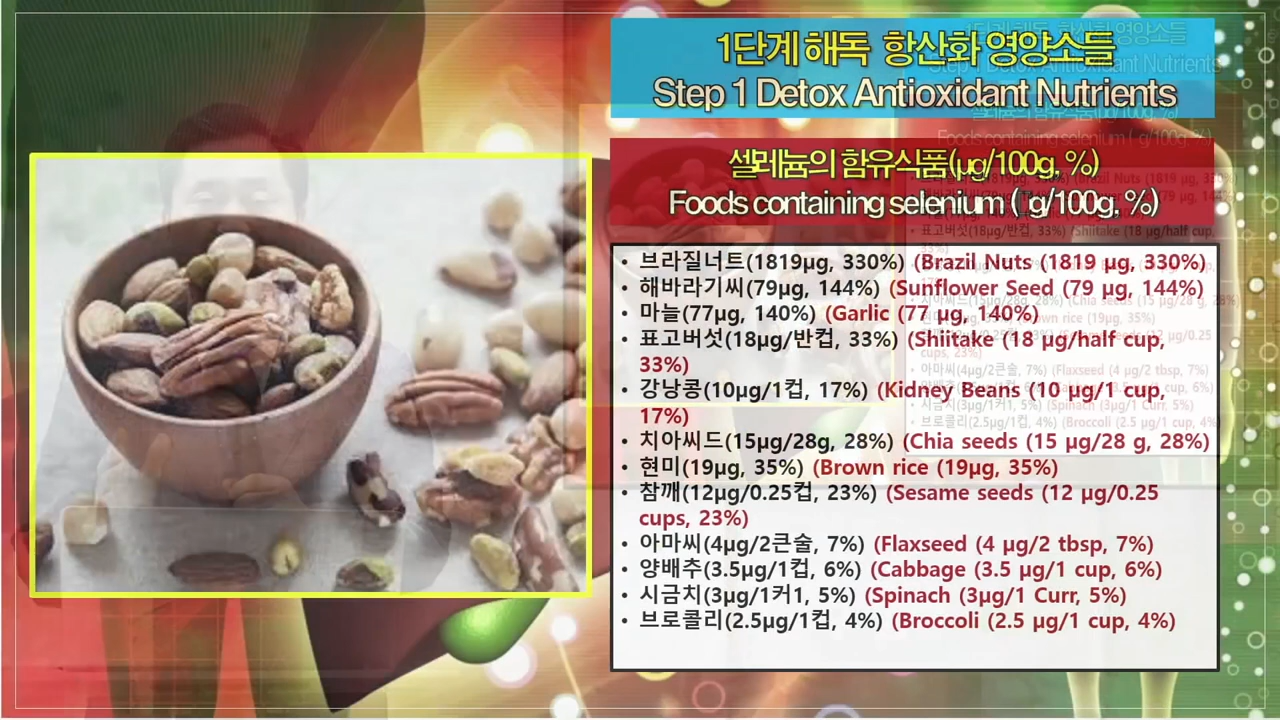 1단계 해독 항산화 영양소들
Step 1 Detox Antioxidant Nutrients
셀레늄의 함유식품(µg/100g, %)
Foods containing selenium ( g/100g, %)
• 브라질너트(1819µg, 330%) (Brazil Nuts (1819 µg, 330%)
• 해바라기씨(79µg, 144%) (Sunflower Seed (79 µg, 144%)
• 마늘(77µg, 140%) (Garlic (77 µg, 140%)
• 표고버섯(18µg/반컵, 33%) (Shiitake (18 µg/half cup,
33%)
• 강낭콩(10µg/1컵, 17%) (Kidney Beans (10 µg/1 cup,
17%)
• 치아씨드(15µg/28g, 28%) (Chia seeds (15 µg/28 g, 28%)
• 현미(19µg, 35%) (Brown rice (19µg, 35%)
• 참깨(12µg/0.25컵, 23%) (Sesame seeds (12 µg/0.25
cups, 23%)
• 아마씨(4µg/2큰술, 7%) (Flaxseed (4 µg/2 tbsp, 7%)
• 양배추(3.5µg/1컵, 6%) (Cabbage (3.5 µg/1 cup, 6%)
• 시금치(3µg/1커1, 5%) (Spinach (3µg/1 Curr, 5%)
• 브로콜리(2.5µg/1컵, 4%) (Broccoli (2.5 µg/1 cup, 4%)